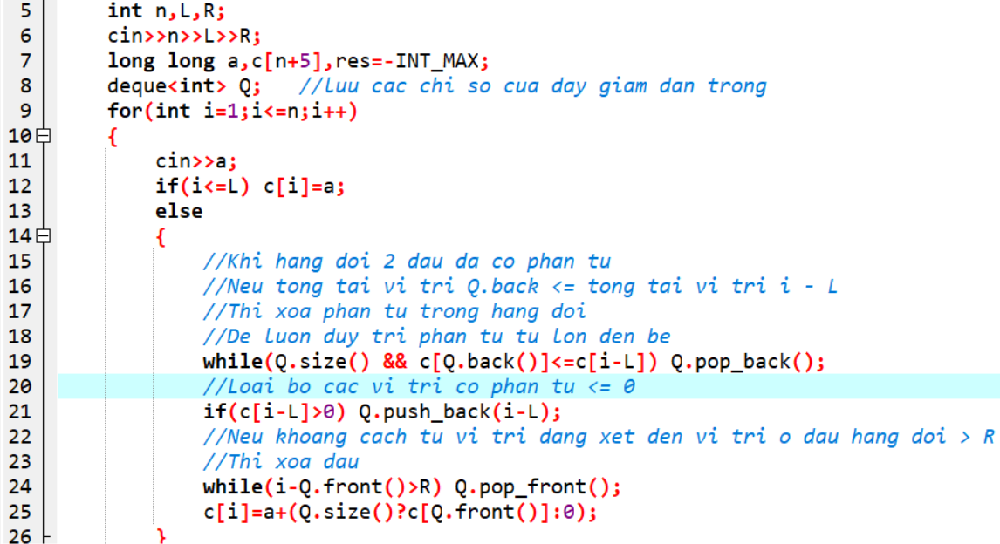 5 int n,L,R;
6 cin>>n>>L>>R;
7 long long a,c[n+5],res=-INT_MAX;
8 deque<int> Q; //luu cac chi so cua day giam dan trong
9 for(int i=1;i<=n;i++)
10 {
11 cin>>a;
12 if(i<=L) c[i]=a;
13 else
14 {
15 //Khi hang doi 2 dau da co phan tu
16 //Neu tong tai vi tri Q.back <= tong tai vi tri i - L
17 //Thi xoa phan tu trong hang doi
18 //De luon duy tri phan tu tu lon den be
19 while(Q.size() && c[Q.back()]<=c[i-L]) Q.pop_back();
20 //Loai bo cac vi tri co phan tu <= 0
21 if(c[i-L]>0) Q.push_back(i-L);
22 //Neu khoang cach tu vi tri dang xet den vi tri o dau hang doi > R
23 //Thi xoa dau
24 while(i-Q.front()>R) Q.pop_front();
25 c[i]=a+(Q.size()?c[Q.front()]:0);
26 }